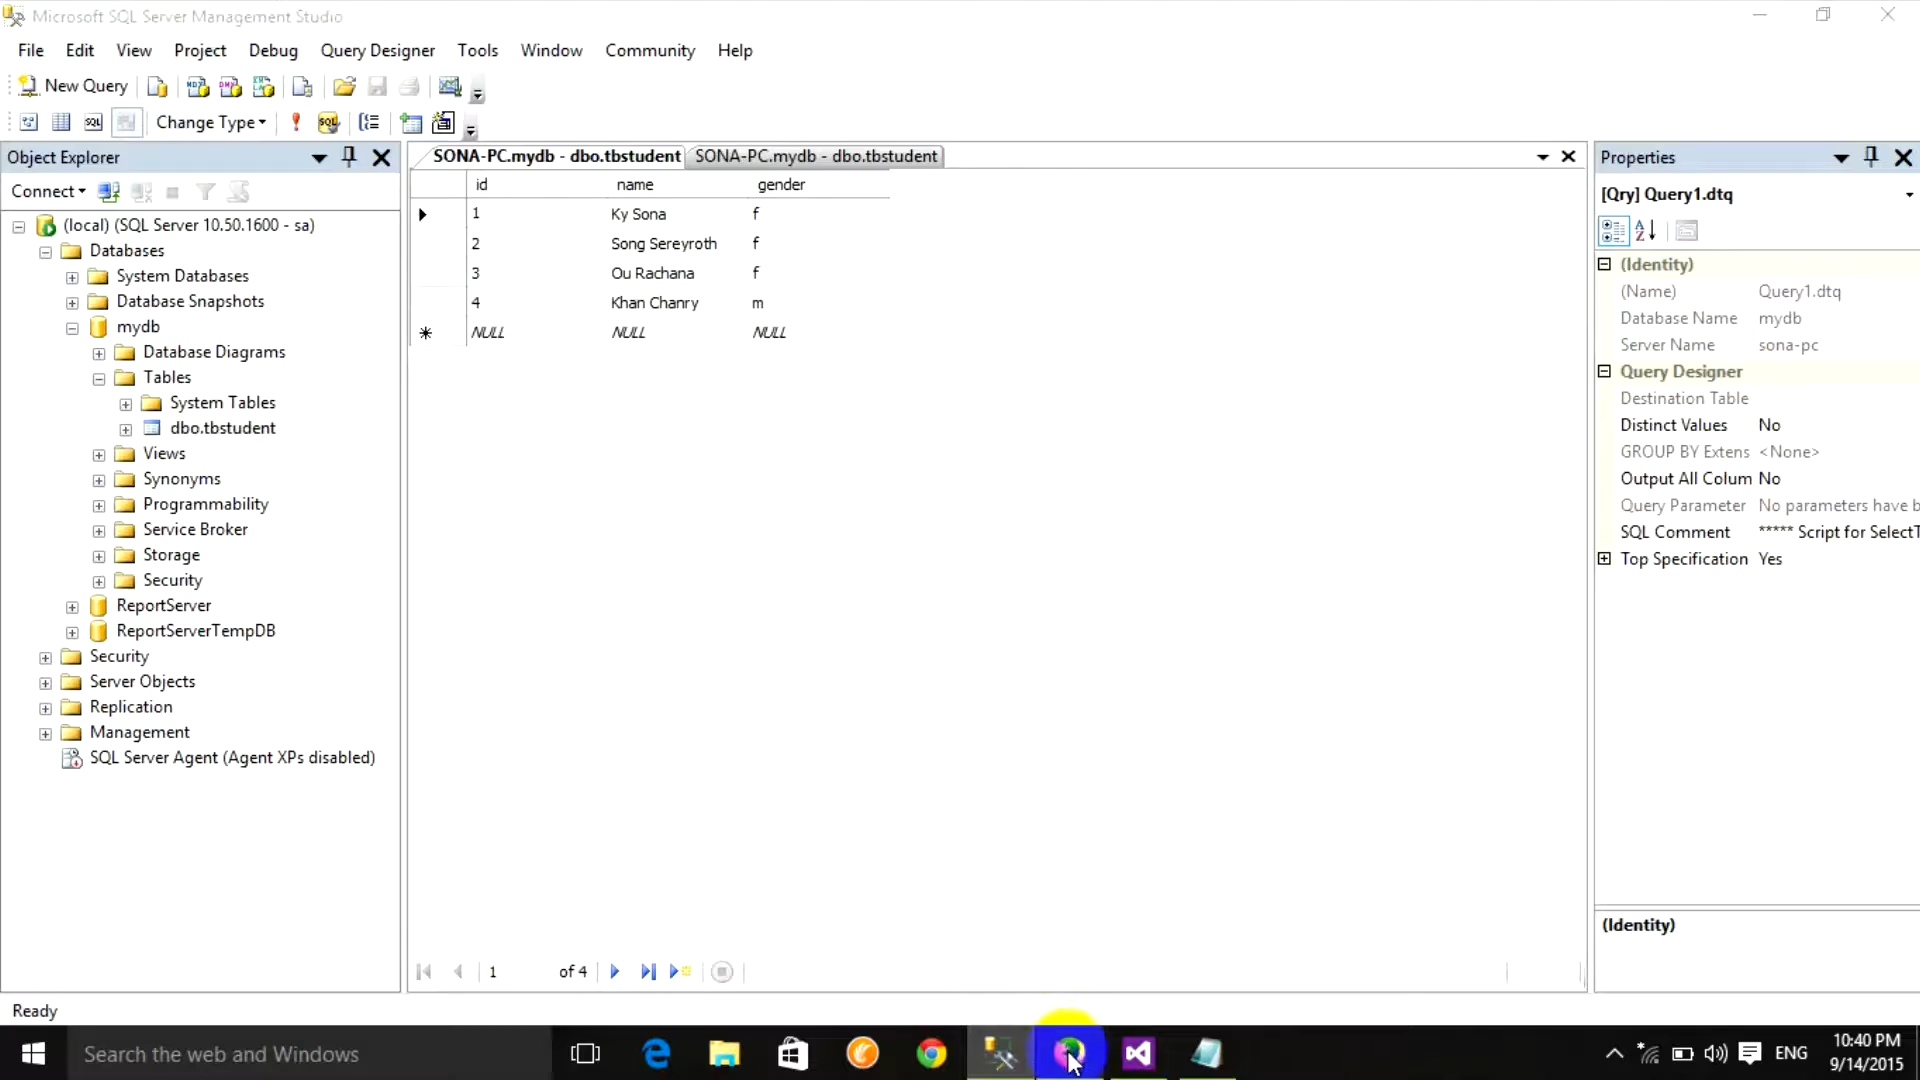 Microsoft SQL Server Management Studio
File Edit View Project Debug Query Designer Tools Window Community Help
New Query
Change Type
Object Explorer
Connect
(local) (SQL Server 10.50.1600 - sa)
Databases
System Databases
Database Snapshots
mydb
Database Diagrams
Tables
System Tables
dbo.tbstudent
Views
Synonyms
Programmability
Service Broker
Storage
Security
ReportServer
ReportServerTempDB
Security
Server Objects
Replication
Management
SQL Server Agent (Agent XPs disabled)
SONA-PC.mydb - dbo.tbstudent SONA-PC.mydb - dbo.tbstudent
id name gender
1 Ky Sona f
2 Song Sereyroth f
3 Ou Rachana f
4 Khan Chanry m
NULL NULL NULL
1 of 4
Properties
[Qry] Query1.dtq
(Identity)
(Name) Query1.dtq
Database Name mydb
Server Name sona-pc
Query Designer
Destination Table
Distinct Values No
GROUP BY Extens <None>
Output All Colum No
Query Parameter No parameters have b
SQL Comment ***** Script for SelectT
Top Specification Yes
(Identity)
Ready
Search the web and Windows
ENG
10:40 PM
9/14/2015